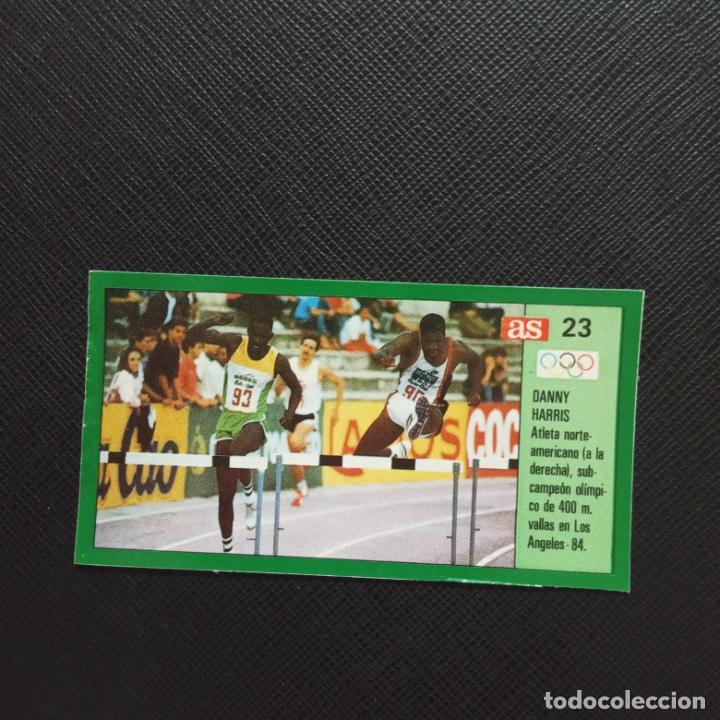 as 23
DANNY
HARRIS
Atleta norte-
americano (a la
derecha), sub-
campeón olímpi-
co de 400 m.
vallas en Los
Angeles-84.
93
COC
todocoleccion